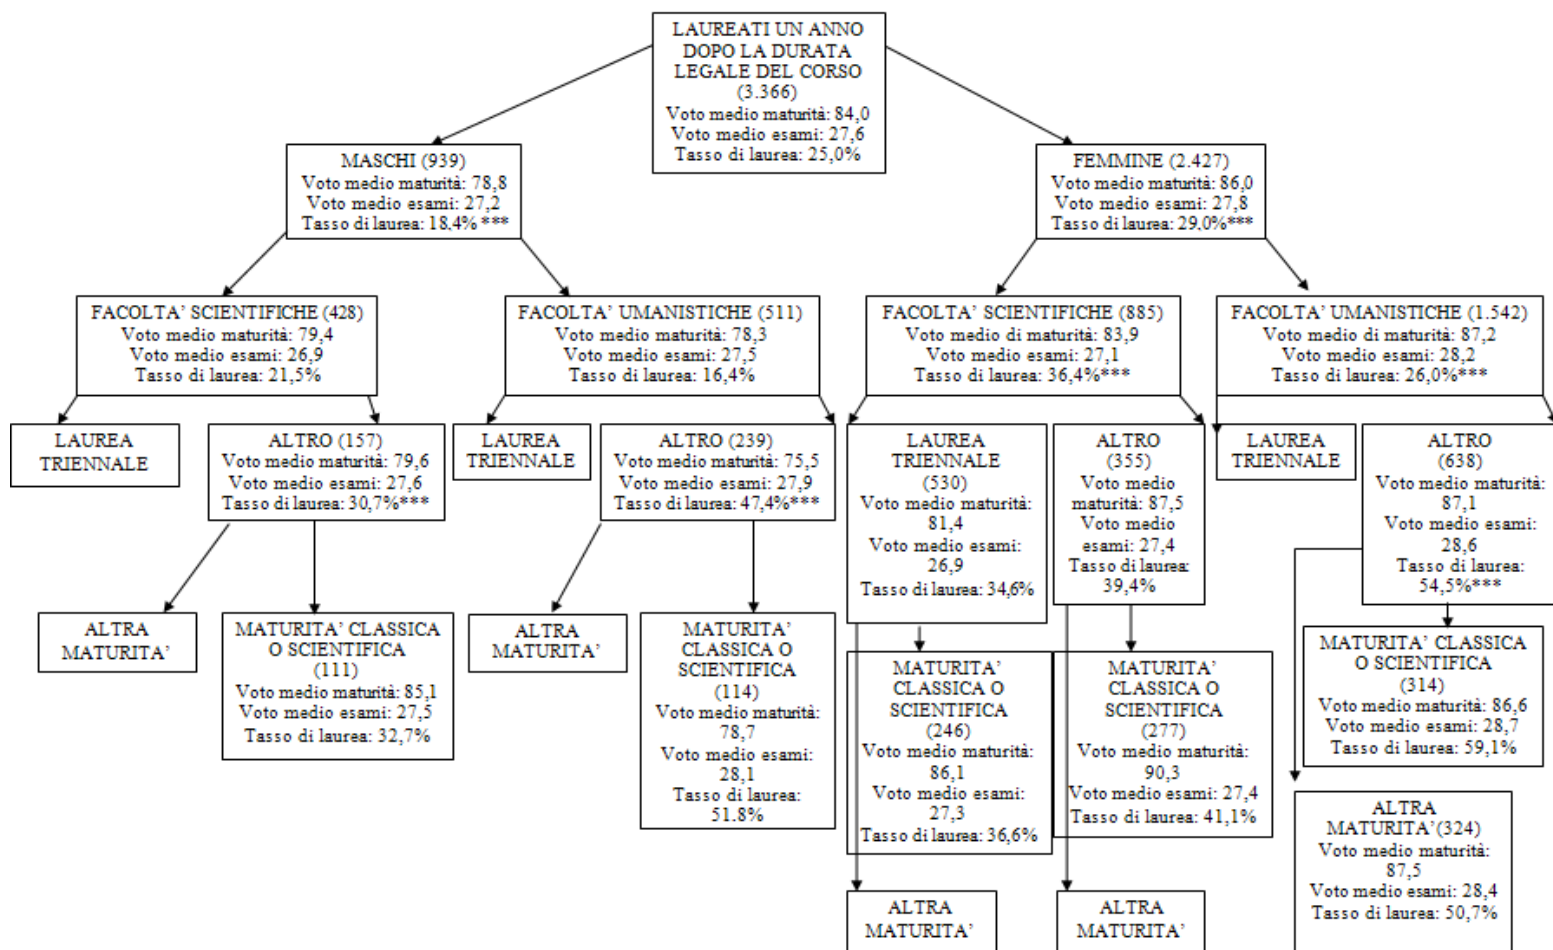 LAUREATI UN ANNO
DOPO LA DURATA
LEGALE DEL CORSO
(3.366)
Voto medio maturità: 84,0
Voto medio esami: 27,6
Tasso di laurea: 25,0%
MASCHI (939)
Voto medio maturità: 78,8
Voto medio esami: 27,2
Tasso di laurea: 18,4% ***
FEMMINE (2.427)
Voto medio maturità: 86,0
Voto medio esami: 27,8
Tasso di laurea: 29,0%***
FACOLTA’ SCIENTIFICHE (428)
Voto medio maturità: 79,4
Voto medio esami: 26,9
Tasso di laurea: 21,5%
FACOLTA’ UMANISTICHE (511)
Voto medio maturità: 78,3
Voto medio esami: 27,5
Tasso di laurea: 16,4%
FACOLTA’ SCIENTIFICHE (885)
Voto medio di maturità: 83,9
Voto medio esami: 27,1
Tasso di laurea: 36,4%***
FACOLTA’ UMANISTICHE (1.542)
Voto medio di maturità: 87,2
Voto medio esami: 28,2
Tasso di laurea: 26,0%***
LAUREA
TRIENNALE
ALTRO (157)
Voto medio maturità: 79,6
Voto medio esami: 27,6
Tasso di laurea: 30,7%***
LAUREA
TRIENNALE
ALTRO (239)
Voto medio maturità: 75,5
Voto medio esami: 27,9
Tasso di laurea: 47,4%***
LAUREA
TRIENNALE
(530)
Voto medio maturità:
81,4
Voto medio esami:
26,9
Tasso di laurea: 34,6%
ALTRO
(355)
Voto medio
maturità: 87,5
Voto medio
esami: 27,4
Tasso di laurea:
39,4%
LAUREA
TRIENNALE
ALTRO
(638)
Voto medio maturità:
87,1
Voto medio esami:
28,6
Tasso di laurea:
54,5%***
ALTRA
MATURITA’
MATURITA’ CLASSICA
O SCIENTIFICA
(111)
Voto medio maturità: 85,1
Voto medio esami: 27,5
Tasso di laurea: 32,7%
ALTRA
MATURITA’
MATURITA’
CLASSICA O
SCIENTIFICA
(114)
Voto medio maturità:
78,7
Voto medio esami:
28,1
Tasso di laurea:
51.8%
MATURITA’
CLASSICA O
SCIENTIFICA
(246)
Voto medio maturità:
86,1
Voto medio esami:
27,3
Tasso di laurea: 36,6%
MATURITA’
CLASSICA O
SCIENTIFICA
(277)
Voto medio maturità:
90,3
Voto medio esami: 27,4
Tasso di laurea: 41,1%
MATURITA’ CLASSICA
O SCIENTIFICA
(314)
Voto medio maturità: 86,6
Voto medio esami: 28,7
Tasso di laurea: 59,1%
ALTRA
MATURITA’(324)
Voto medio maturità:
87,5
Voto medio esami: 28,4
Tasso di laurea: 50,7%
ALTRA
MATURITA’
ALTRA
MATURITA’